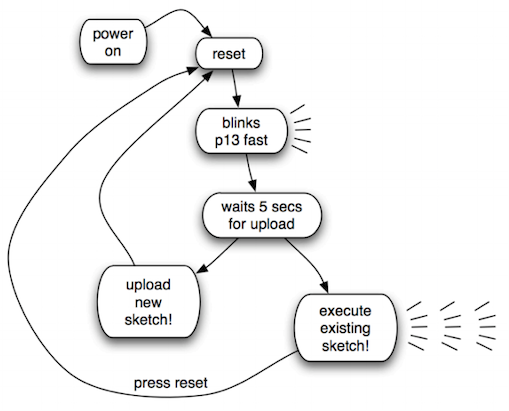 power
on
reset
blinks
p13 fast
waits 5 secs
for upload
upload
new
sketch!
execute
existing
sketch!
press reset